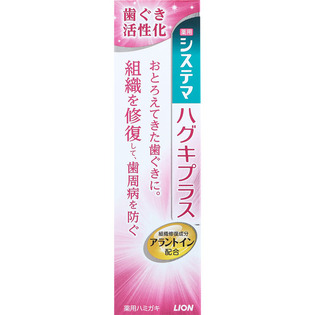 歯ぐき
活性化
薬用
システマ
ハグキプラス
おとろえてきた歯ぐきに。
組織を修復して、歯周病を防ぐ
組織修復成分
アラントイン
配合
薬用ハミガキ
LION